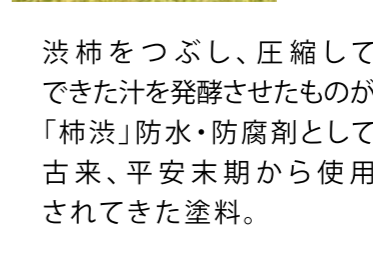 渋柿をつぶし、圧縮して
できた汁を発酵させたものが
「柿渋」防水・防腐剤として
古来、平安末期から使用
されてきた塗料。